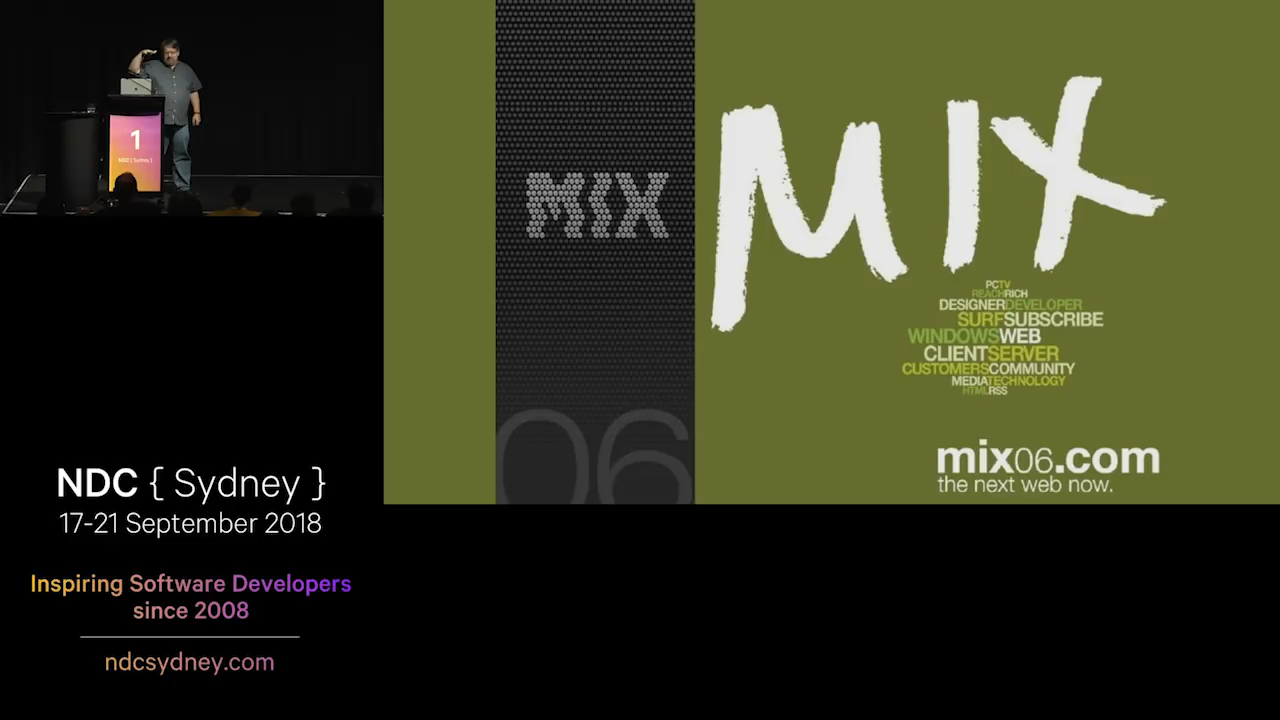 1
NDC { Sydney }
NDC { Sydney }
17-21 September 2018
Inspiring Software Developers
since 2008
ndcsydney.com
MIX
06
MIX
PCTV
REACHRICH
DESIGNERDEVELOPER
SURFSUBSCRIBE
WINDOWSWEB
CLIENTSERVER
CUSTOMERSCOMMUNITY
MEDIATECHNOLOGY
HTMLRSS
mix06.com
the next web now.